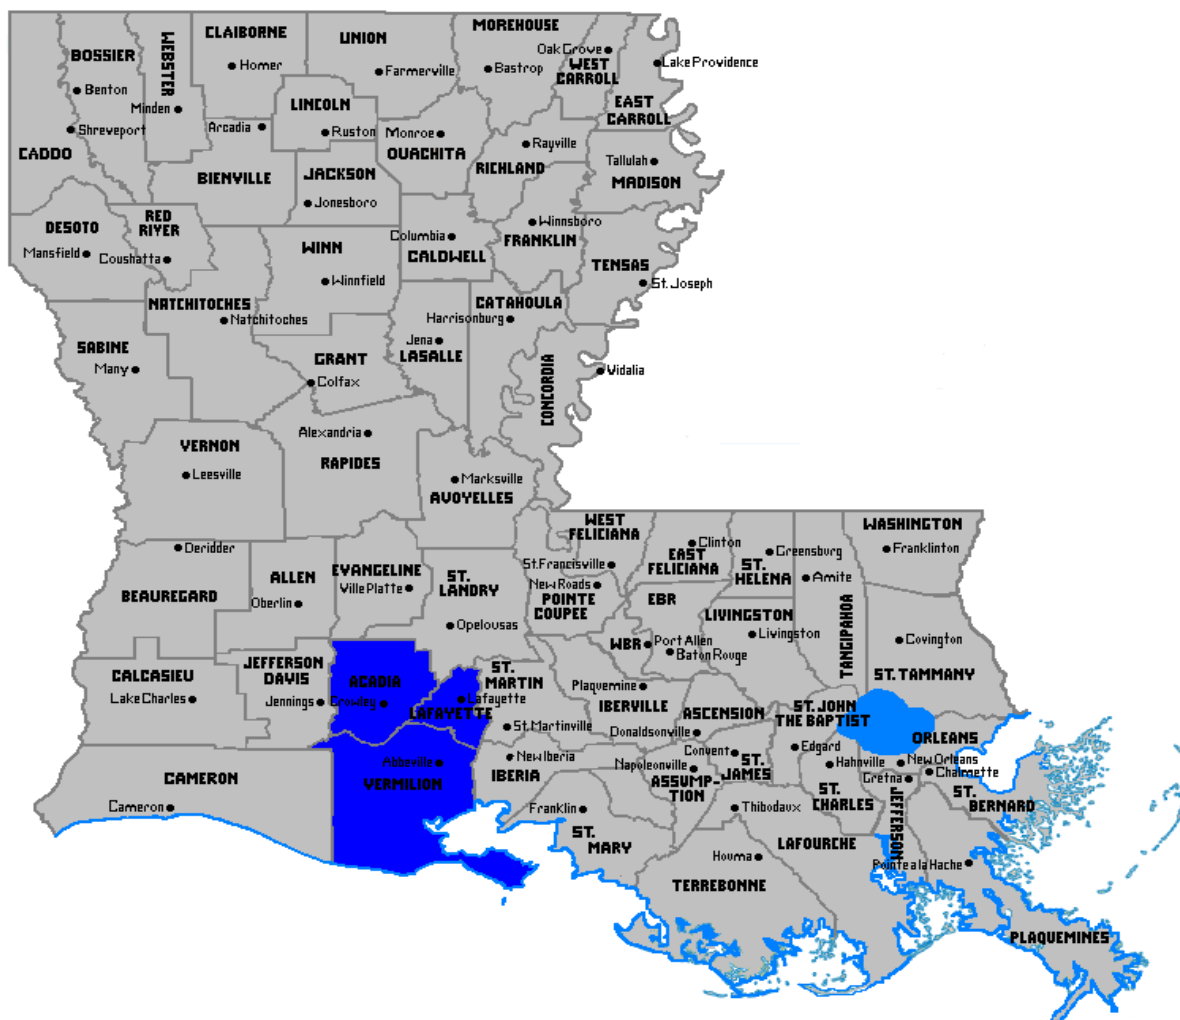 MOREHOUSE
CLAIBORNE
UNION
BOSSIER
WEBSTER
Oak Grove
WEST
CARROLL
Lake Providence
Homer
Farmerville
Bastrop
Benton
Minden
LINCOLN
EAST
CARROLL
Shreveport
Arcadia
Ruston
Monroe
OUACHITA
Rayville
CADDO
RICHLAND
Tallulah
MADISON
BIENVILLE
JACKSON
Jonesboro
RED
RIVER
DESOTO
Winnsboro
FRANKLIN
Columbia
CALDWELL
Mansfield
Coushatta
WINN
Winnfield
TENSAS
St. Joseph
NATCHITOCHES
Natchitoches
CATAHOULA
Harrisonburg
SABINE
Many
GRANT
Colfax
Jena
LASALLE
CONCORDIA
Vidalia
VERNON
Leesville
Alexandria
RAPIDES
Marksville
AVOYELLES
WEST
FELICIANA
WASHINGTON
Franklinton
Deridder
Clinton
EAST
FELICIANA
Greensburg
ST.
HELENA
BEAUREGARD
ALLEN
Oberlin
EVANGELINE
Ville Platte
ST.
LANDRY
Opelousas
St. Francisville
New Roads
POINTE
COUPEE
EBR
Amite
TANGIPAHOA
LIVINGSTON
Livingston
Covington
ST. TAMMANY
WBR
Port Allen
Baton Rouge
CALCASIEU
Lake Charles
JEFFERSON
DAVIS
Jennings
ACADIA
Crowley
LAFAYETTE
Lafayette
ST.
MARTIN
St. Martinville
Plaquemine
IBERVILLE
ASCENSION
Donaldsonville
ST. JOHN
THE BAPTIST
Edgard
ORLEANS
New Orleans
CAMERON
Cameron
Abbeville
VERMILION
New Iberia
IBERIA
Napoleonville
ASSUMP-
TION
Convent
ST.
JAMES
Hahnville
ST.
CHARLES
Gretna
JEFFERSON
Chalmette
ST.
BERNARD
Franklin
ST.
MARY
Thibodaux
LAFOURCHE
Houma
TERREBONNE
Pointe a la Hache
PLAQUEMINES